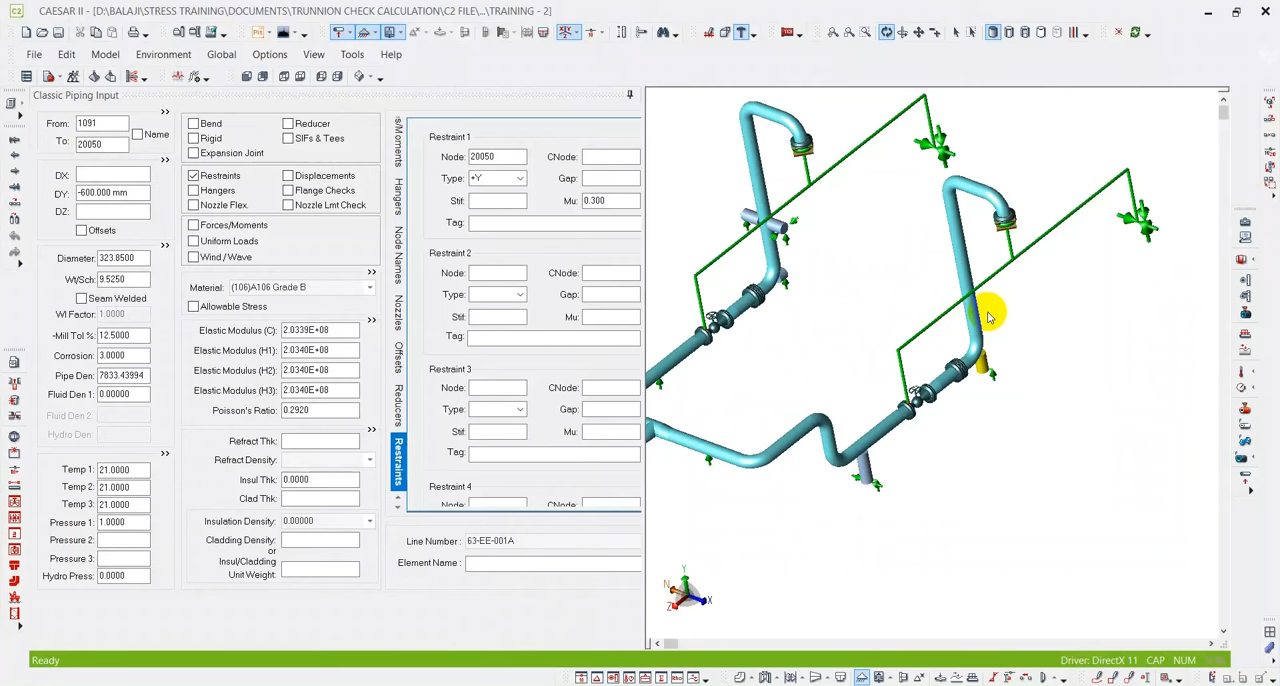 CAESAR II - [D:\BALAJI\STRESS TRAINING\DOCUMENTS\TRUNNION CHECK CALCULATION\C2 FILE\...\TRAINING - 2]
File Edit Model Environment Global Options View Tools Help
Classic Piping Input
From: 1091
To: 20050
Name
DX:
DY: -600.000 mm
DZ:
Offsets
Diameter: 323.8500
Wt/Sch: 9.5250
Seam Welded
WI Factor: 1.0000
-Mill Tol %: 12.5000
Corrosion: 3.0000
Pipe Den: 7833.43994
Fluid Den 1: 0.00000
Fluid Den 2:
Hydro Den:
Temp 1: 21.0000
Temp 2: 21.0000
Temp 3: 21.0000
Pressure 1: 1.0000
Pressure 2:
Pressure 3:
Hydro Press: 0.0000
Bend Reducer
Rigid SIFs & Tees
Expansion Joint
Restraints Displacements
Hangers Flange Checks
Nozzle Flex. Nozzle Lmt Check
Forces/Moments
Uniform Loads
Wind / Wave
Material: (106)A106 Grade B
Allowable Stress
Elastic Modulus (C): 2.0353E+08
Elastic Modulus (H1): 2.0340E+08
Elastic Modulus (H2): 2.0340E+08
Elastic Modulus (H3): 2.0340E+08
Poisson's Ratio: 0.2920
Refract Thk:
Refract Density:
Insul Thk: 0.0000
Clad Thk:
Insulation Density: 0.00000
Cladding Density:
or
Insul/Cladding
Unit Weight:
s/Moments
Hangers
Node Names
Nozzles
Offsets
Reducers
Restraints
Restraint 1
Node: 20050 CNode:
Type: +Y Gap:
Stif: Mu: 0.300
Tag:
Restraint 2
Node: CNode:
Type: Gap:
Stif: Mu:
Tag:
Restraint 3
Node: CNode:
Type: Gap:
Stif: Mu:
Tag:
Restraint 4
Node: CNode:
Line Number: 63-EE-001A
Element Name:
Y
N
Z
X
Ready
Driver: DirectX 11 CAP NUM